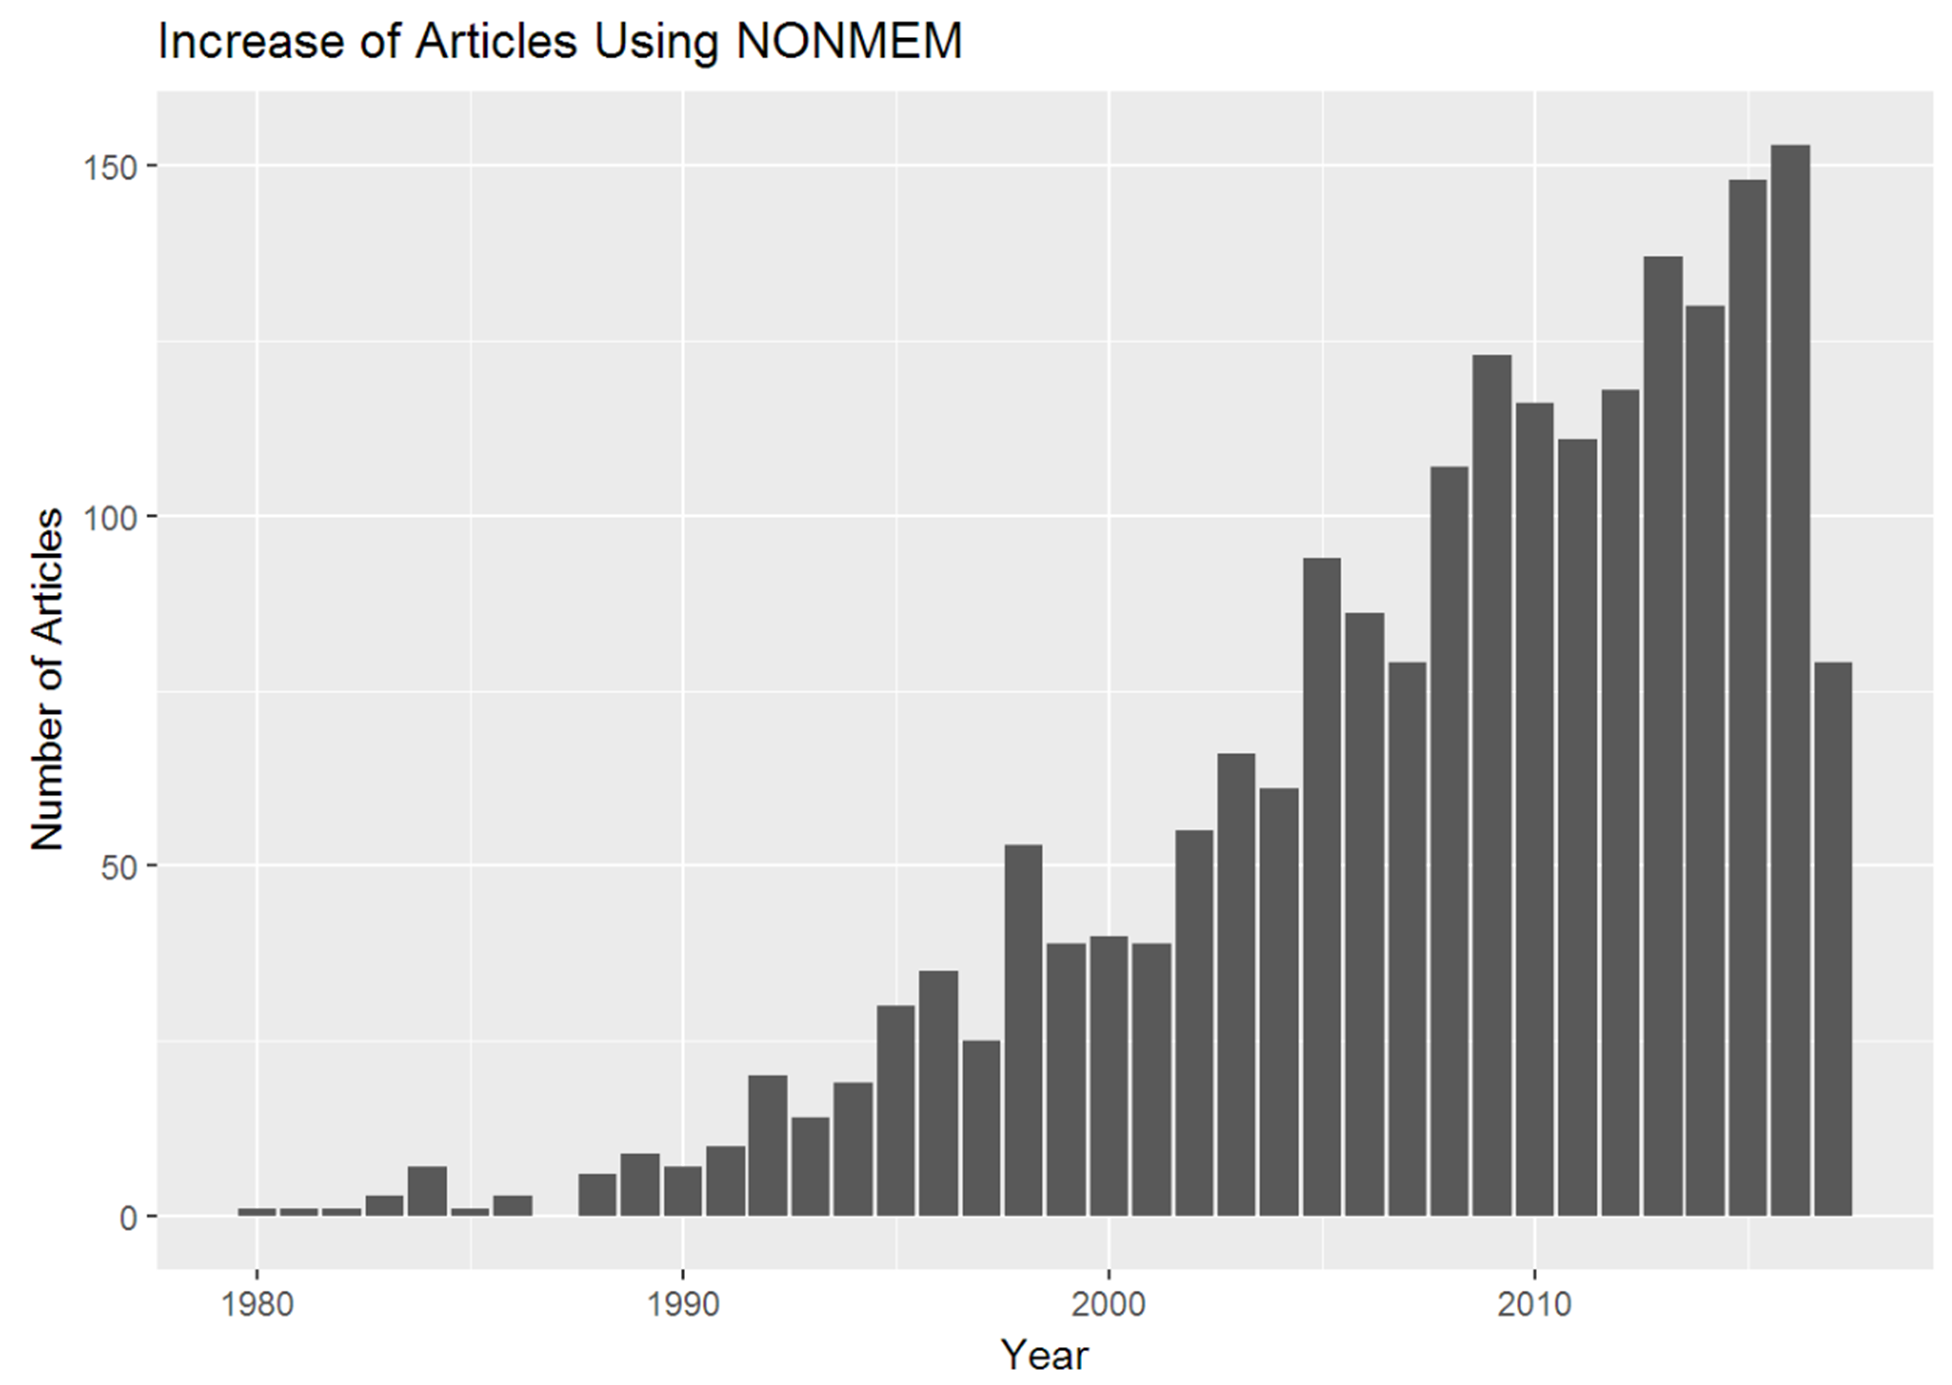 Increase of Articles Using NONMEM
150
100
50
0
Number of Articles
1980 1990 2000 2010
Year